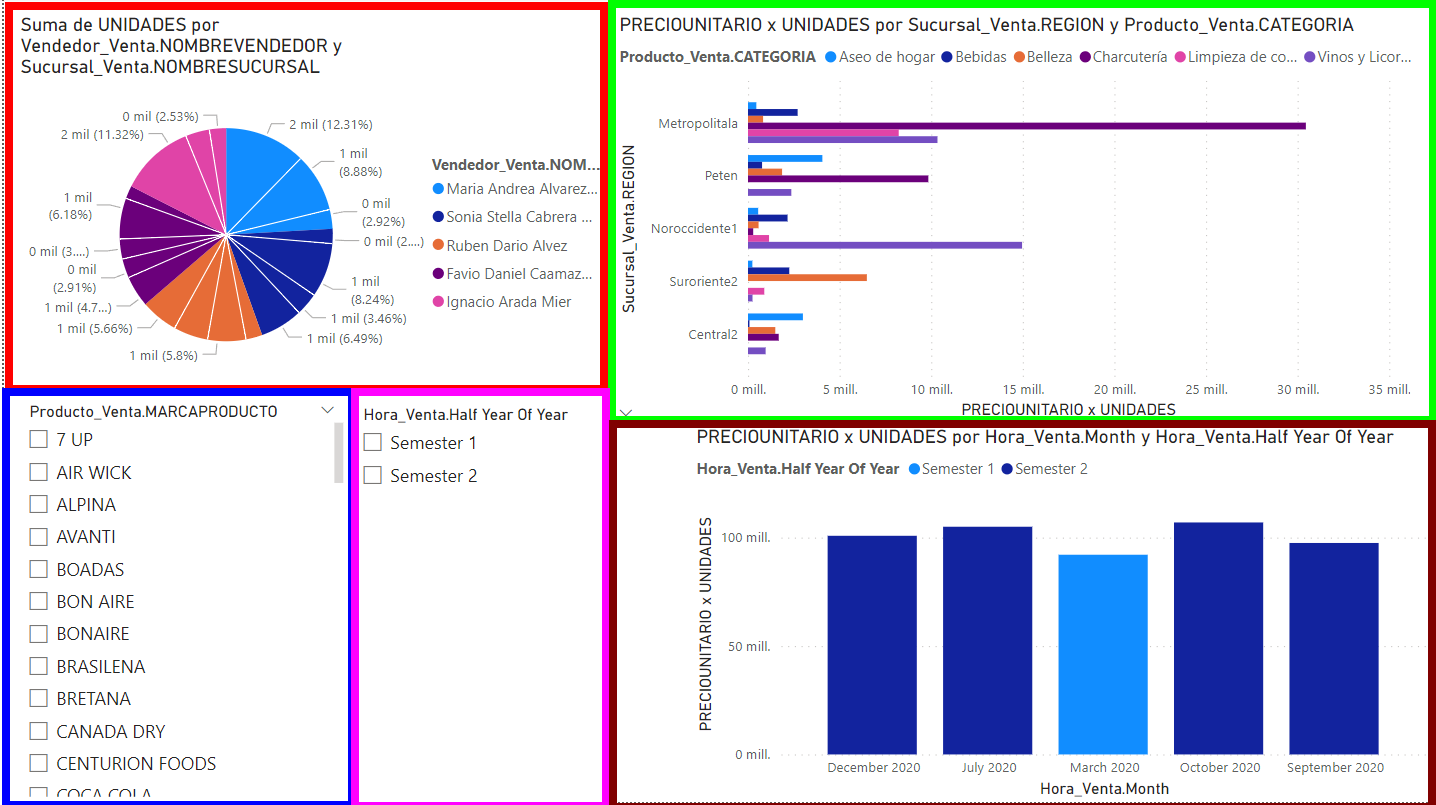 Suma de UNIDADES por
Vendedor_Venta.NOMBREVENDEDOR y
Sucursal_Venta.NOMBRESUCURSAL
0 mil (2.53%)
2 mil (11.32%)
2 mil (12.31%)
1 mil
(8.88%)
1 mil
(6.18%)
0 mil
(2.92%)
0 mil (2....)
0 mil (3....)
0 mil
(2.91%)
1 mil
(8.24%)
1 mil (4.7...)
1 mil (3.46%)
1 mil (5.66%)
1 mil (6.49%)
1 mil (5.8%)
Vendedor_Venta.NOM...
Maria Andrea Alvarez...
Sonia Stella Cabrera ...
Ruben Dario Alvez
Favio Daniel Caamaz...
Ignacio Arada Mier
PRECIOUNITARIO x UNIDADES por Sucursal_Venta.REGION y Producto_Venta.CATEGORIA
Producto_Venta.CATEGORIA Aseo de hogar Bebidas Belleza Charcutería Limpieza de co... Vinos y Licor...
Sucursal_Venta.REGION
Metropolitala
Peten
Noroccidente1
Suroriente2
Central2
0 mill. 5 mill. 10 mill. 15 mill. 20 mill. 25 mill. 30 mill. 35 mill.
PRECIOUNITARIO x UNIDADES
Producto_Venta.MARCAPRODUCTO
7 UP
AIR WICK
ALPINA
AVANTI
BOADAS
BON AIRE
BONAIRE
BRASILENA
BRETANA
CANADA DRY
CENTURION FOODS
COCA COLA
Hora_Venta.Half Year Of Year
Semester 1
Semester 2
PRECIOUNITARIO x UNIDADES por Hora_Venta.Month y Hora_Venta.Half Year Of Year
Hora_Venta.Half Year Of Year Semester 1 Semester 2
PRECIOUNITARIO x UNIDADES
100 mill.
50 mill.
0 mill.
December 2020 July 2020 March 2020 October 2020 September 2020
Hora_Venta.Month